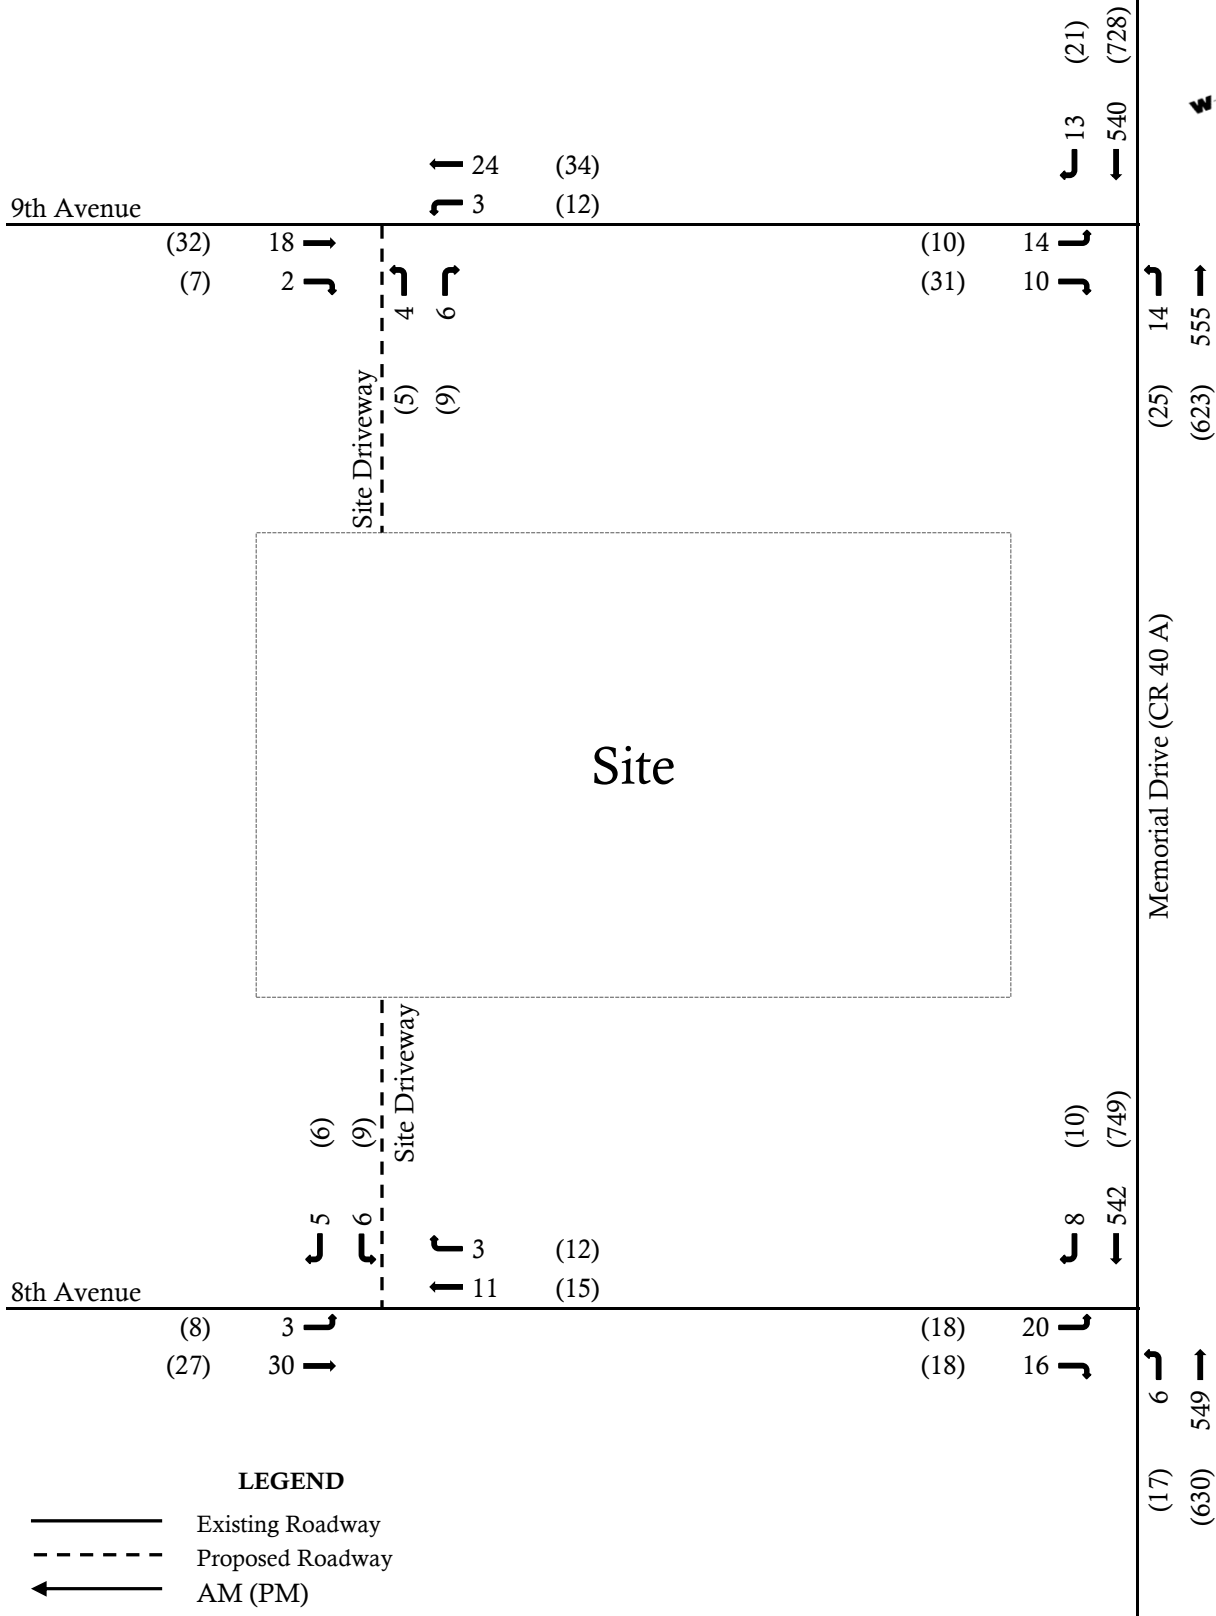 (21) (728)
W
13 540
24 (34)
3 (12)
9th Avenue
(32) 18
(10) 14
(7) 2
(31) 10
4 6
14 555
(5) (9)
(25) (623)
Site Driveway
Site
Memorial Drive (CR 40 A)
Site Driveway
(6) (9)
(10) (749)
5 6
8 542
3 (12)
11 (15)
8th Avenue
(8) 3
(18) 20
(27) 30
(18) 16
6 549
(17) (630)
LEGEND
Existing Roadway
Proposed Roadway
AM (PM)